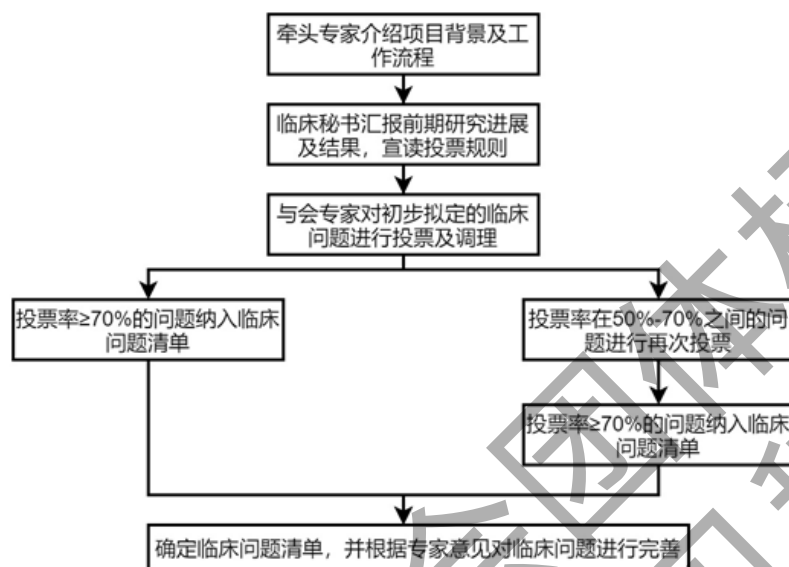 牵头专家介绍项目背景及工
作流程
临床秘书汇报前期研究进展
及结果，宣读投票规则
与会专家对初步拟定的临床
问题进行投票及调理
投票率≥70%的问题纳入临床
问题清单
投票率在50%-70%之间的问
题进行再次投票
投票率≥70%的问题纳入临床
问题清单
确定临床问题清单，并根据专家意见对临床问题进行完善
团体标